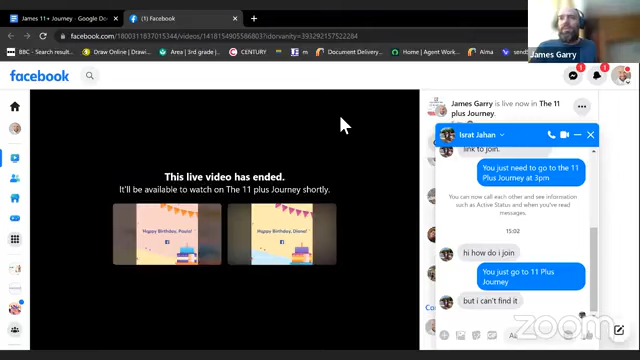 James 11+ Journey - Google Do
Facebook
facebook.com/1800311837015344/videos/1418154905586803?idorvanity=393292157522284
BBC - Search result...
Draw Online | Draw...
Area | 3rd grade | ...
CENTURY
Document Delivery...
Home | Agent Work...
Alma
James Garry
facebook
James Garry is live now in The 11 plus Journey.
Israt Jahan
link to join.
You just need to go to the 11
Plus Journey at 3pm
You can now call each other and see information
such as Active Status and when you've read
messages.
15:02
hi how do i join
You just go to 11 Plus
Journey
but i can't find it
Aa
This live video has ended.
It'll be available to watch on The 11 plus Journey shortly.
Happy Birthday, Paula!
Happy Birthday, Diane!
zoom